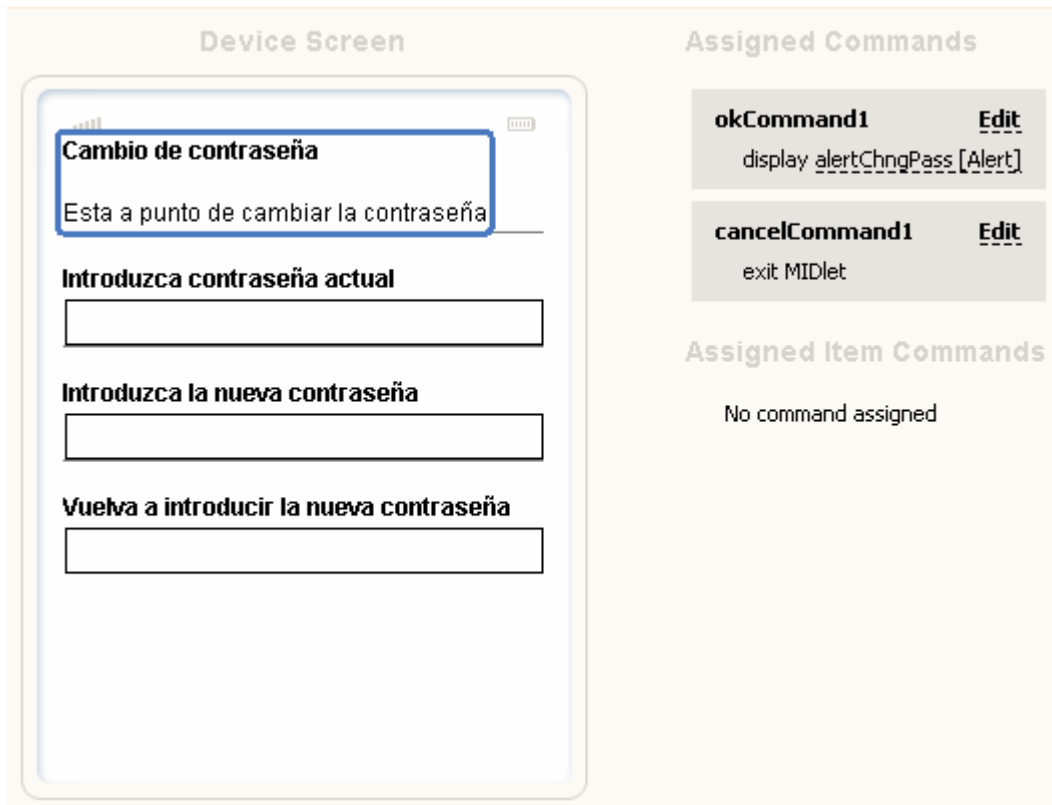 Device Screen
Cambio de contraseña
Esta a punto de cambiar la contraseña
Introduzca contraseña actual
Introduzca la nueva contraseña
Vuelva a introducir la nueva contraseña
Assigned Commands
okCommand1 Edit
display alertChngPass [Alert]
cancelCommand1 Edit
exit MIDlet
Assigned Item Commands
No command assigned